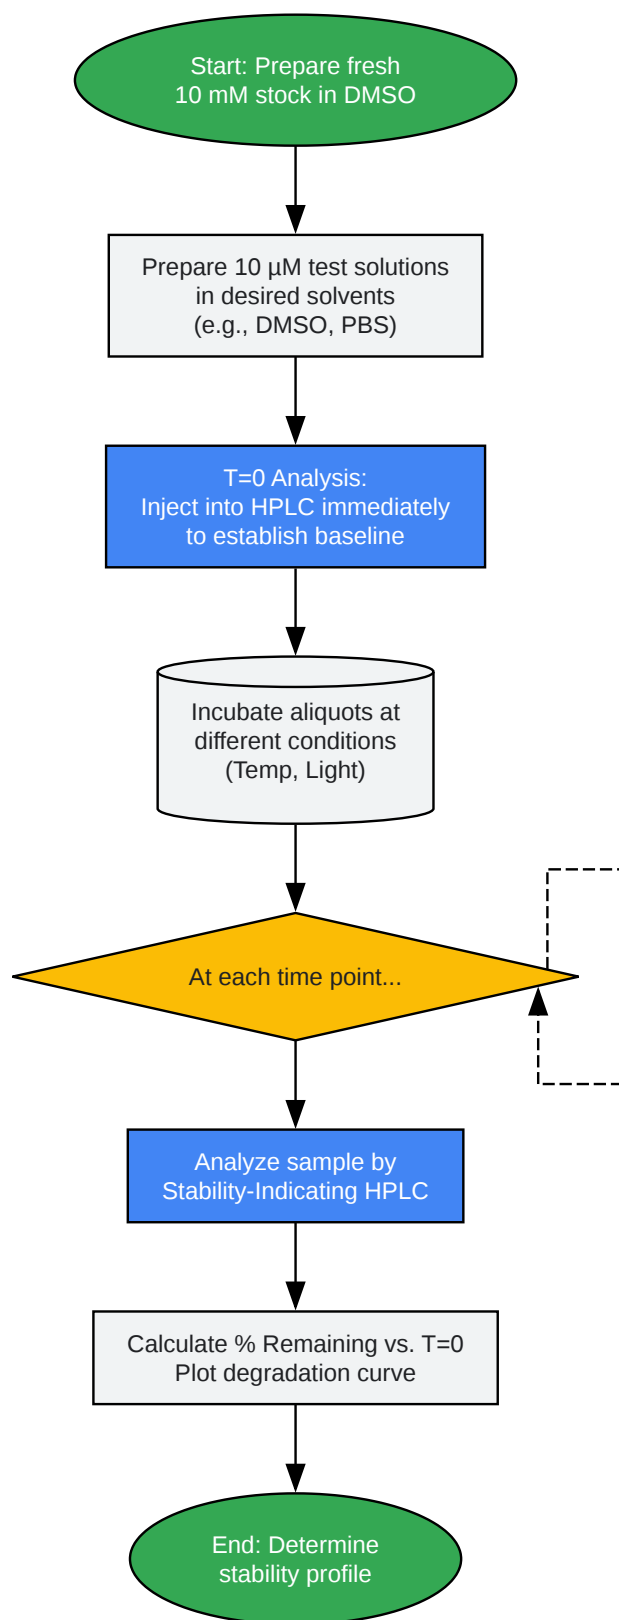 Start: Prepare fresh
10 mM stock in DMSO
Prepare 10 µM test solutions
in desired solvents
(e.g., DMSO, PBS)
T=0 Analysis:
Inject into HPLC immediately
to establish baseline
Incubate aliquots at
different conditions
(Temp, Light)
At each time point...
Analyze sample by
Stability-Indicating HPLC
Calculate % Remaining vs. T=0
Plot degradation curve
End: Determine
stability profile